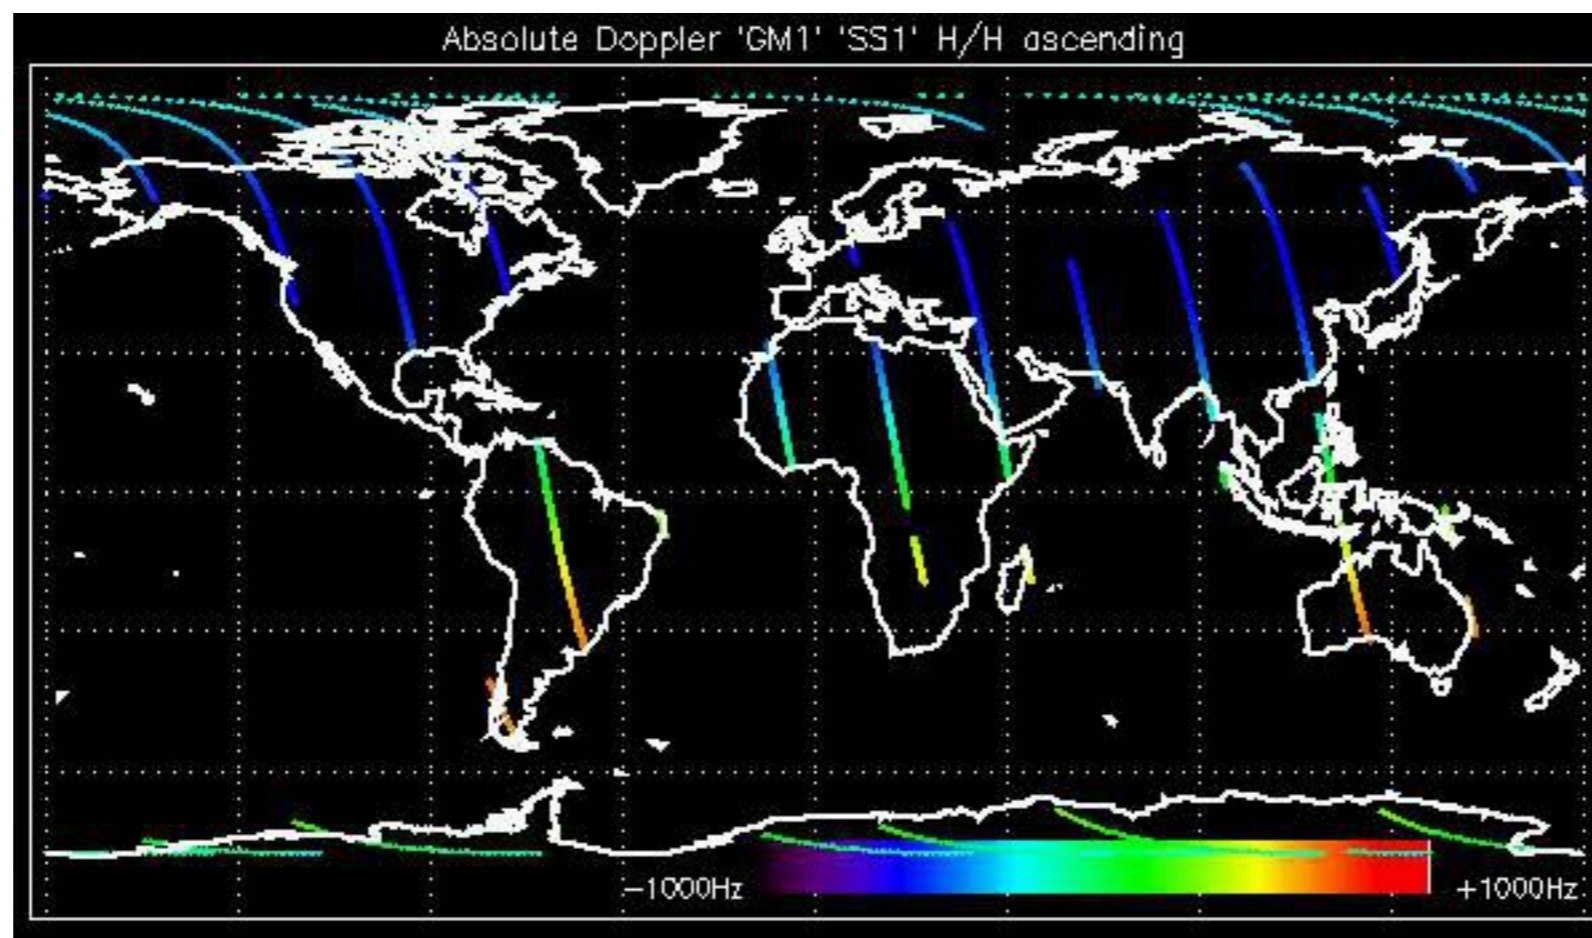 Absolute Doppler 'GM1' 'SS1' H/H ascending
−1000Hz
+1000Hz